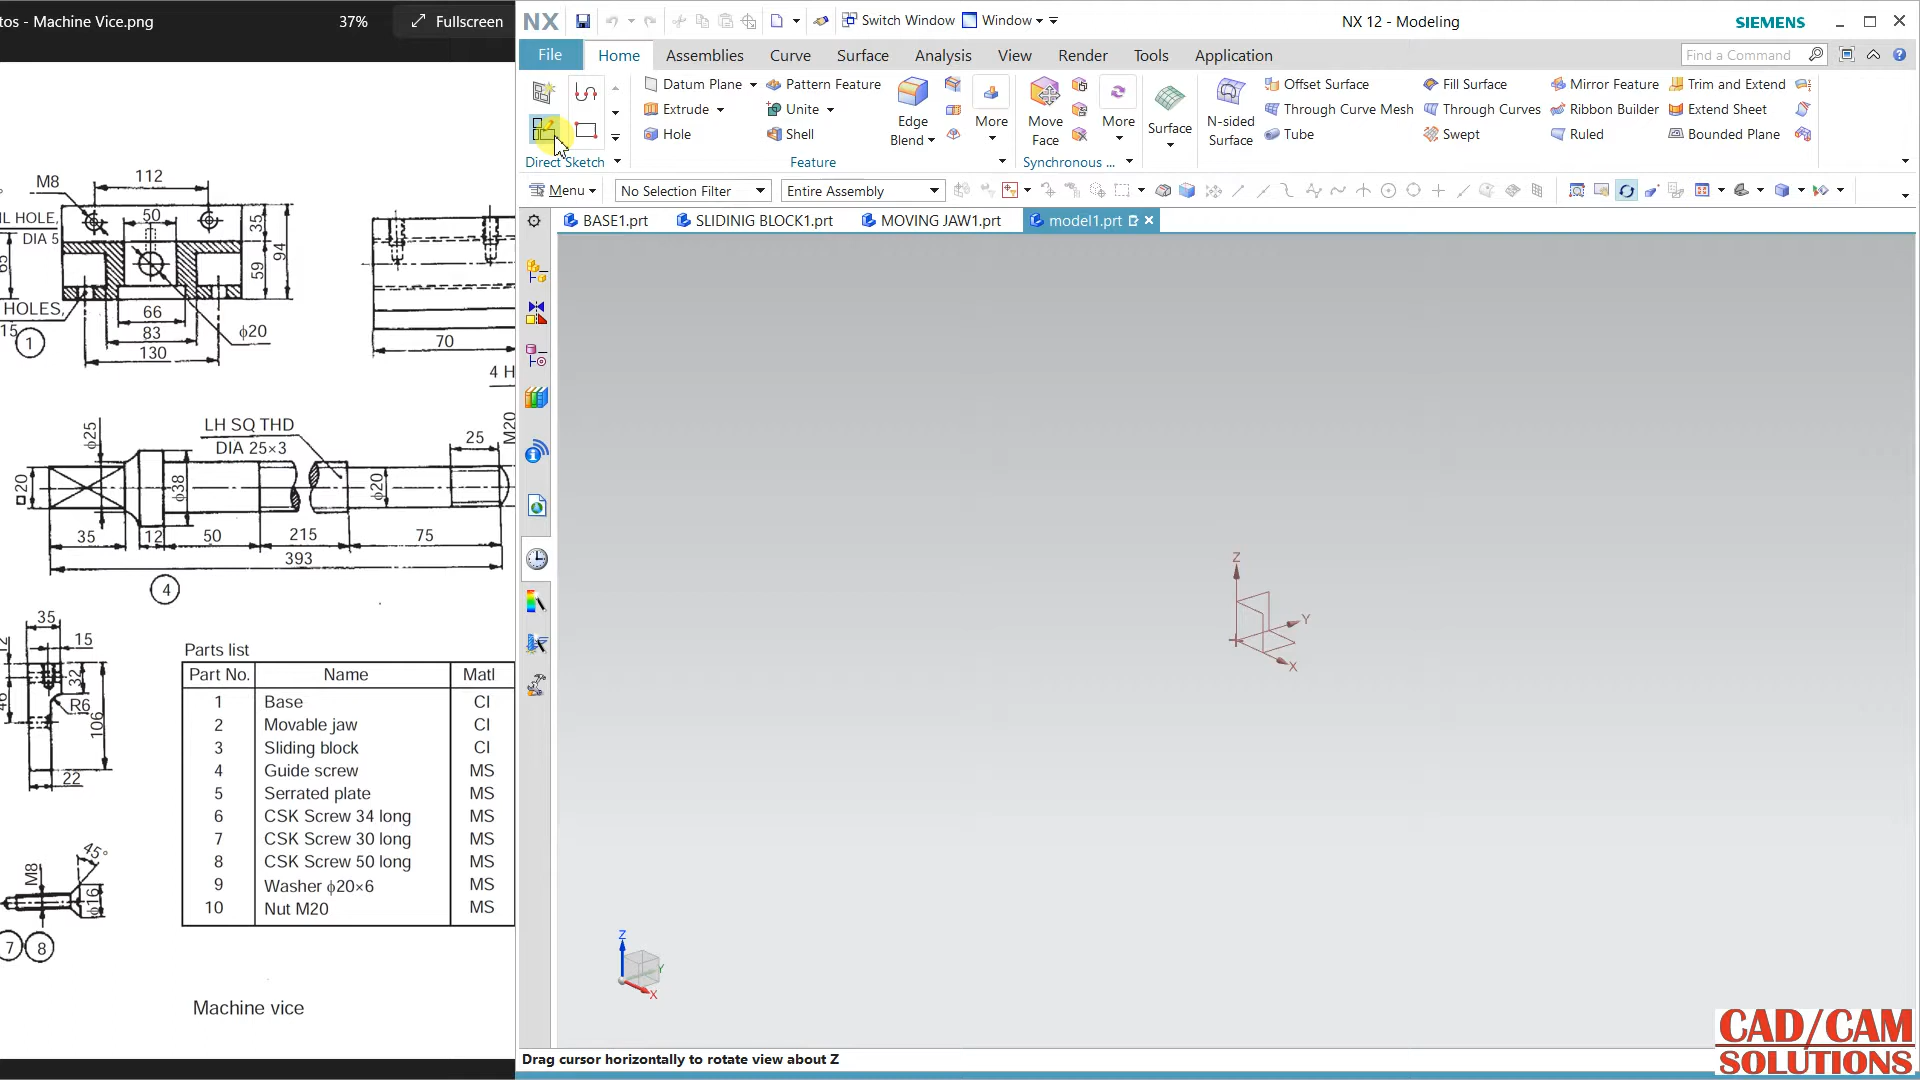 tos - Machine Vice.png
37%
Fullscreen
NX
Switch Window
Window
NX 12 - Modeling
SIEMENS
File
Home
Assemblies
Curve
Surface
Analysis
View
Render
Tools
Application
Find a Command
Datum Plane
Pattern Feature
Extrude
Unite
Hole
Shell
Edge
Blend
More
Move
Face
More
Surface
N-sided
Surface
Offset Surface
Through Curve Mesh
Tube
Fill Surface
Through Curves
Swept
Mirror Feature
Ribbon Builder
Ruled
Trim and Extend
Extend Sheet
Bounded Plane
Direct Sketch
Feature
Synchronous ...
Menu
No Selection Filter
Entire Assembly
BASE1.prt
SLIDINIG BLOCK1.prt
MOVING JAW1.prt
model1.prt
M8
112
50
35
94
59
IL HOLE,
DIA 5
65
HOLES,
15
1
66
83
130
ϕ20
70
4 H
LH SQ THD
DIA 25×3
ϕ25
25
M20
20
ϕ38
ϕ20
35
12
50
215
75
393
4
35
15
12
32
46
R6
106
22
Parts list
Part No. Name Matl
1 Base CI
2 Movable jaw CI
3 Sliding block CI
4 Guide screw MS
5 Serrated plate MS
6 CSK Screw 34 long MS
7 CSK Screw 30 long MS
8 CSK Screw 50 long MS
9 Washer ϕ20×6 MS
10 Nut M20 MS
M8
45°
ϕ16
7
8
Machine vice
Z
Y
X
Z
Y
X
Drag cursor horizontally to rotate view about Z
CAD/CAM
SOLUTIONS